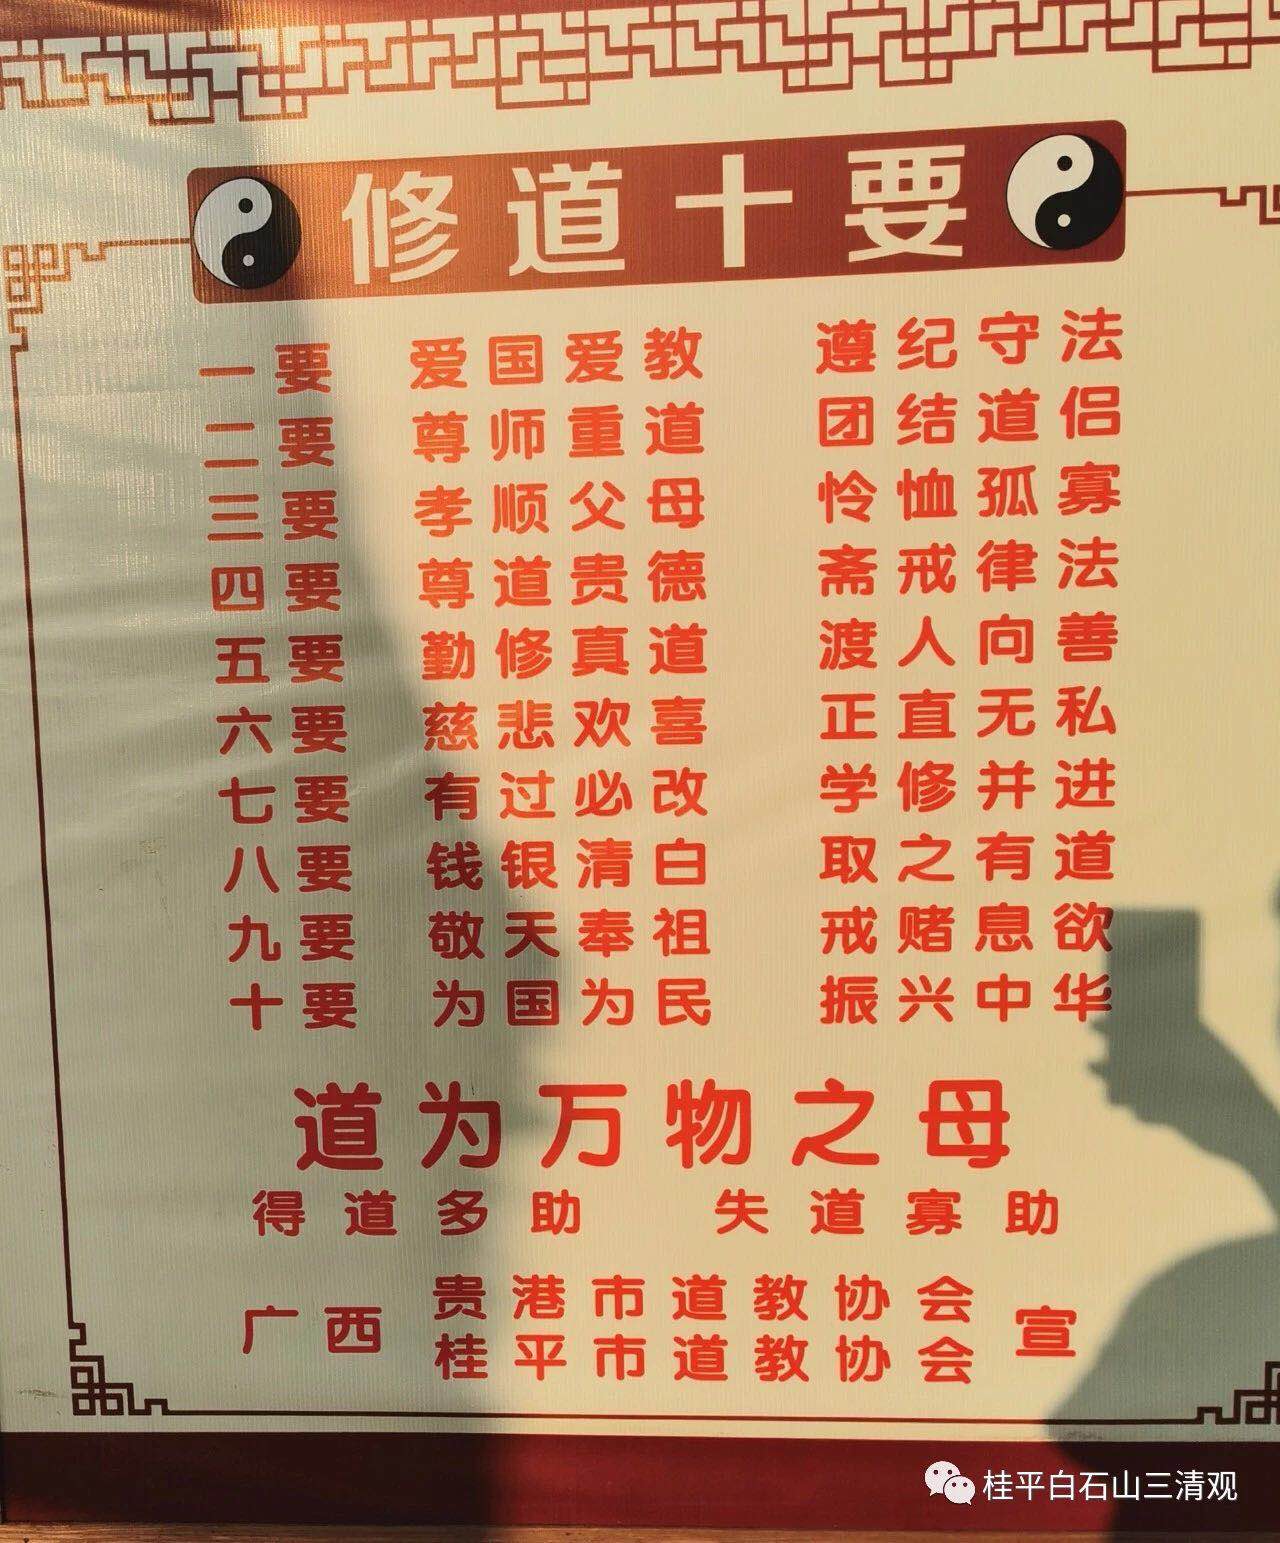 修道十要
一要 爱国爱教 遵纪守法
二要 尊师重道 团结道侣
三要 孝顺父母 怜恤孤寡
四要 尊道贵德 斋戒律法
五要 勤修真道 渡人向善
六要 慈悲欢喜 正直无私
七要 有过必改 学修并进
八要 钱银清白 取之有道
九要 敬天奉祖 戒赌息欲
十要 为国为民 振兴中华
道为万物之母
得道多助 失道寡助
广西 贵港市道教协会
桂平市道教协会 宣
桂平白石山三清观